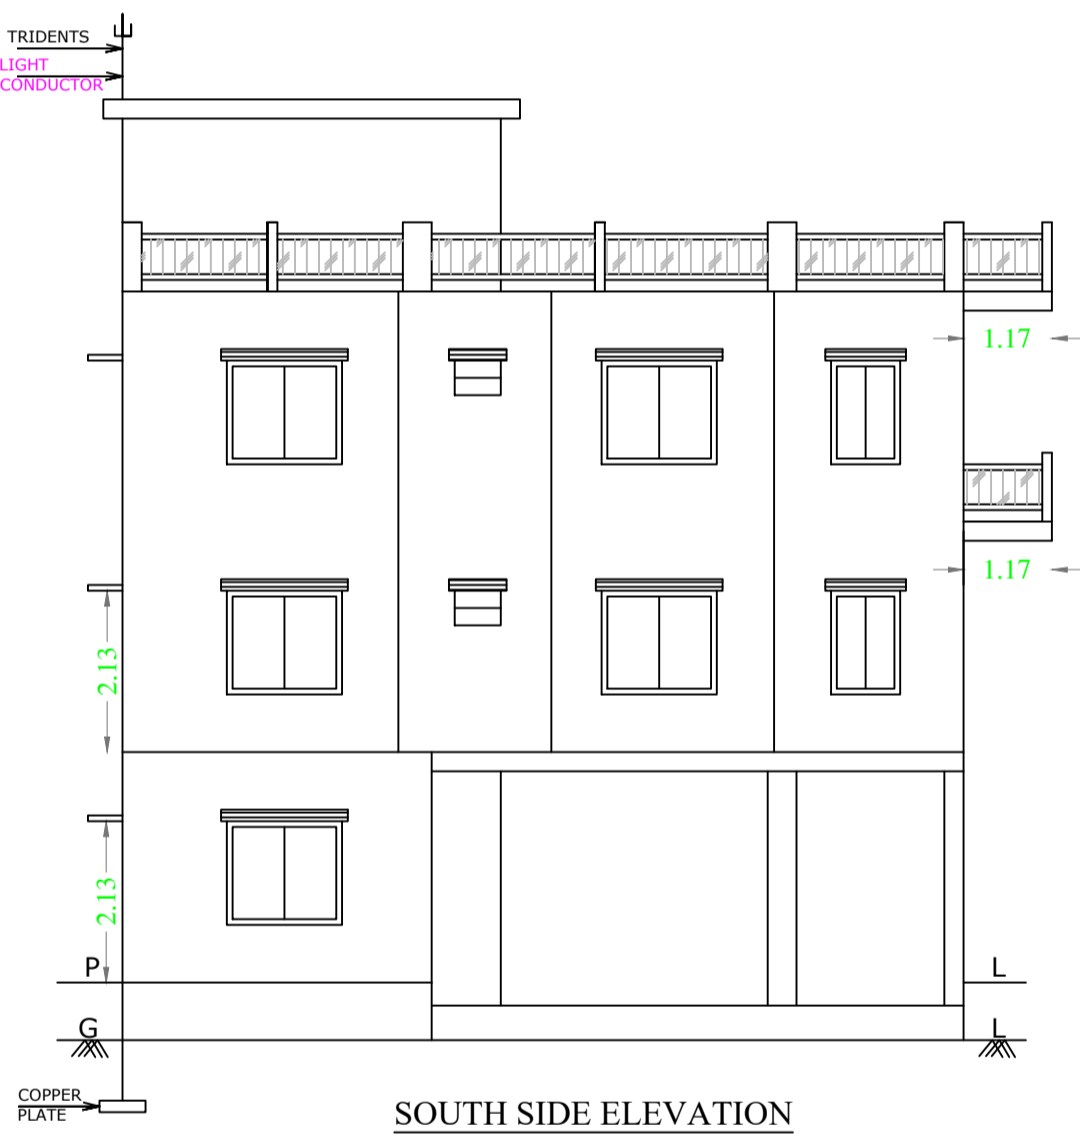 TRIDENTS
LIGHT
CONDUCTOR
1.17
1.17
2.13
2.13
P
L
G
L
COPPER
PLATE
SOUTH SIDE ELEVATION